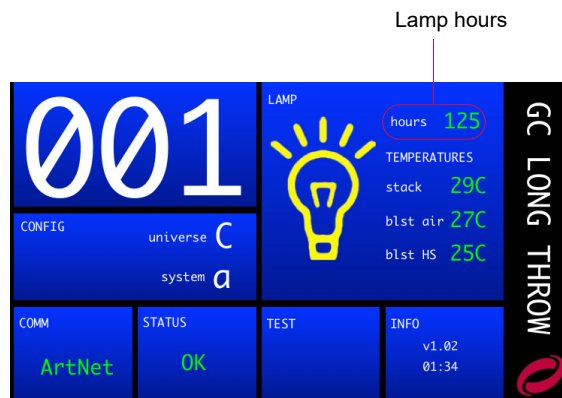 Lamp hours
001
LAMP
hours 125
TEMPERATURES
stack 29C
blst air 27C
blst HS 25C
CONFIG
universe C
system a
COMM
ArtNet
STATUS
OK
TEST
INFO
v1.02
01:34
GC LONG THROW